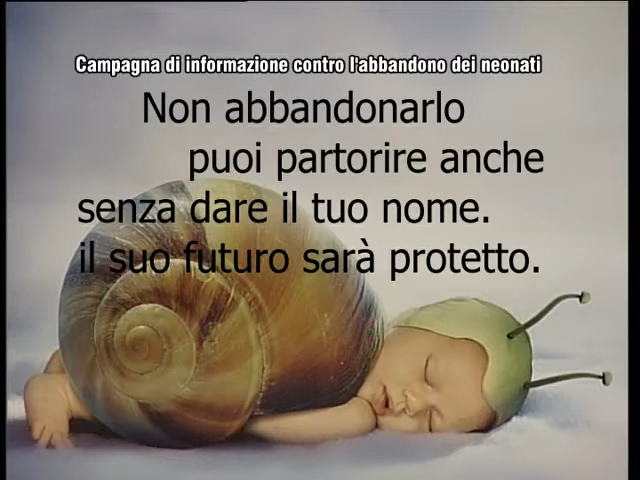 Campagna di informazione contro l'abbandono dei neonati
Non abbandonarlo
puoi partorire anche
senza dare il tuo nome.
il suo futuro sarà protetto.